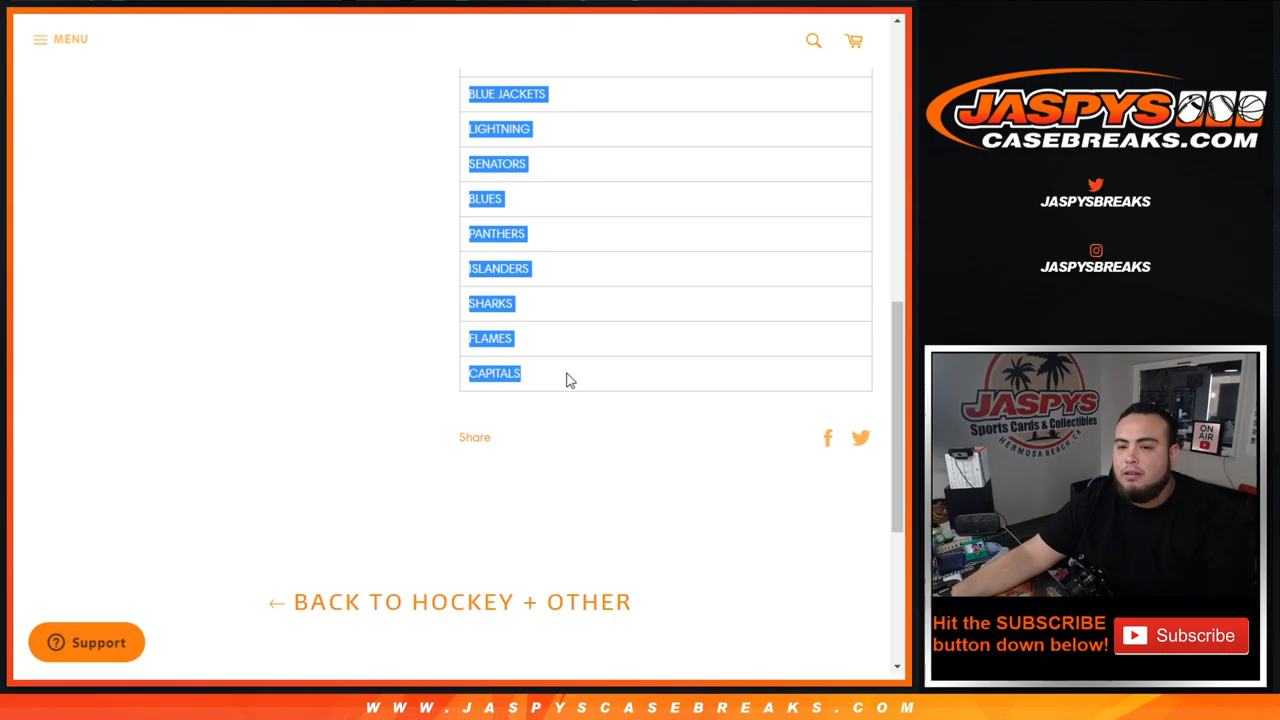 MENU
BLUE JACKETS
LIGHTNING
SENATORS
BLUES
PANTHERS
ISLANDERS
SHARKS
FLAMES
CAPITALS
Share
← BACK TO HOCKEY + OTHER
Support
JASPYS
CASEBREAKS.COM
JASPYSBREAKS
JASPYSBREAKS
JASPYS
Sports Cards & Collectibles
HERMOSA BEACH, CA
ON
AIR
Hit the SUBSCRIBE
button down below!
Subscribe
WWW.JASPYSCASEBREAKS.COM